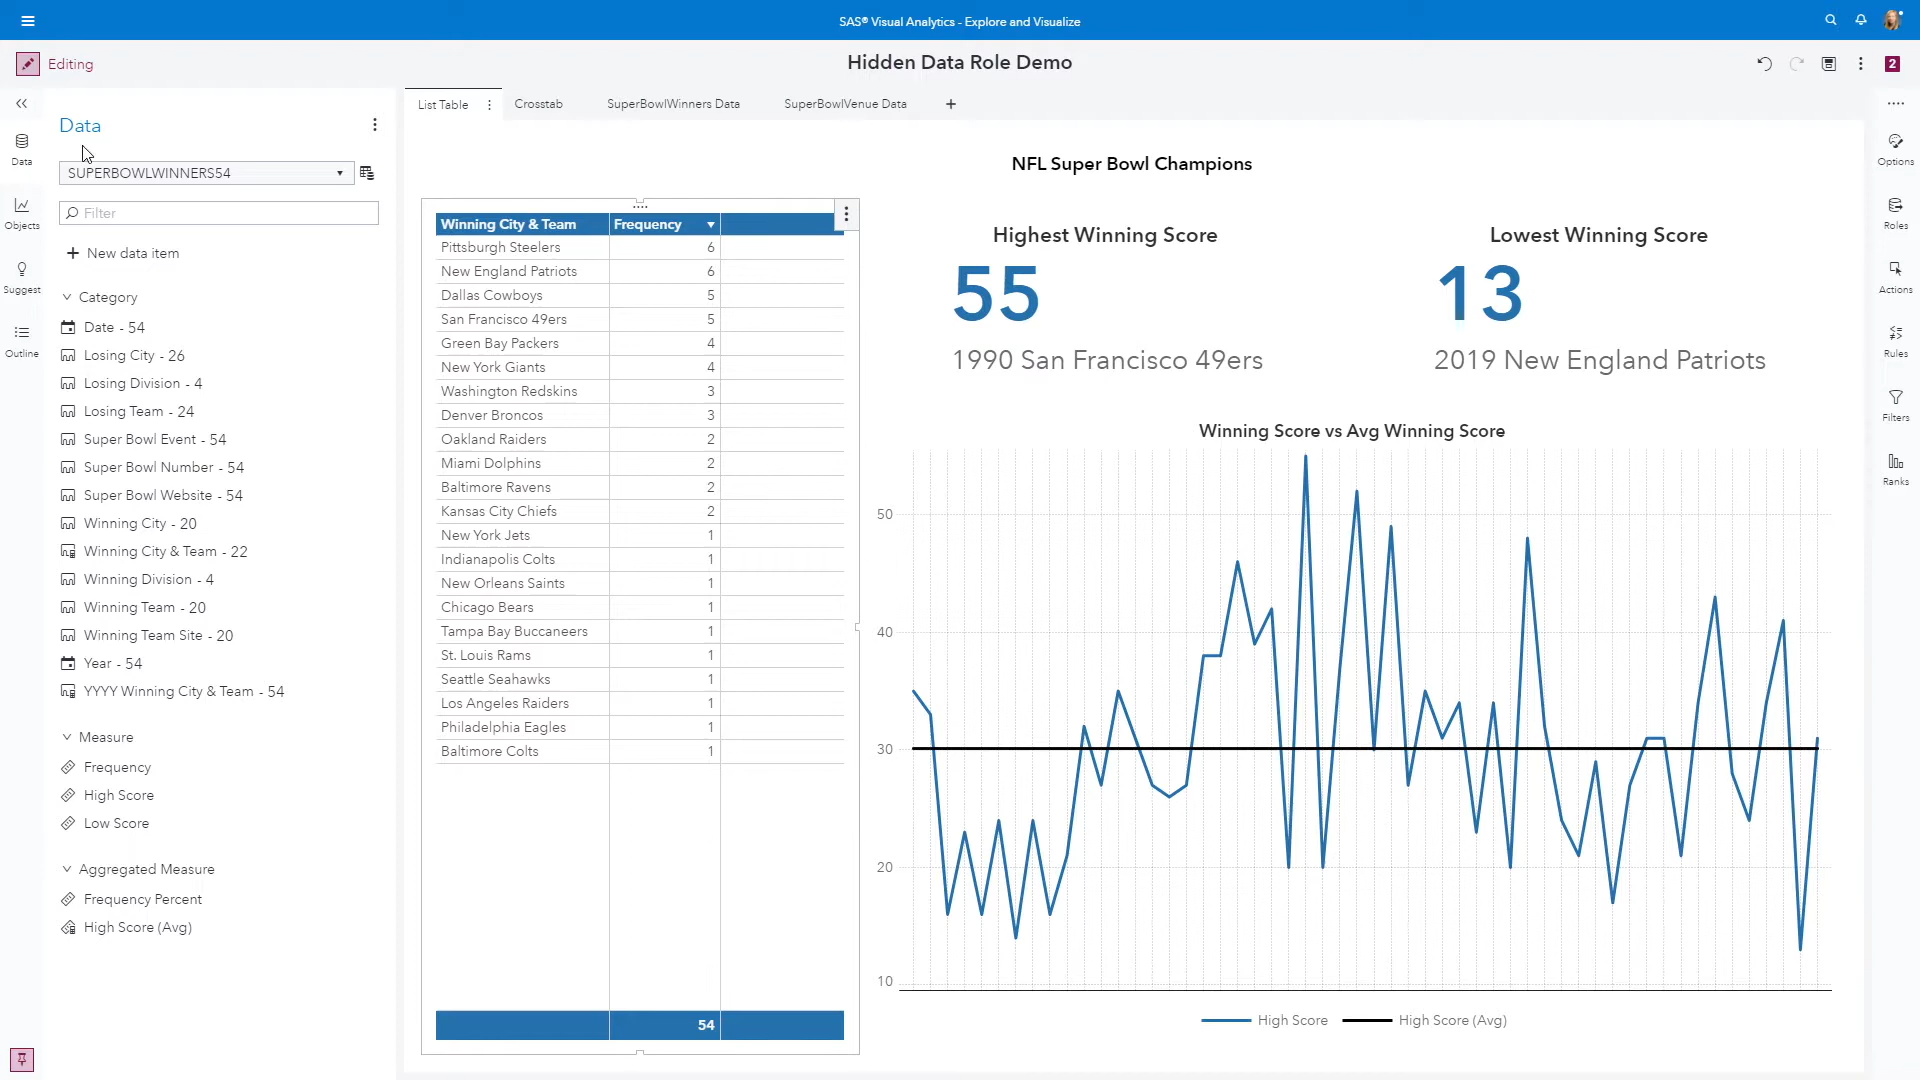 SAS® Visual Analytics - Explore and Visualize
Editing
Hidden Data Role Demo
2
List Table
Crosstab
SuperBowlWinners Data
SuperBowlVenue Data
Data
Objects
Suggest
Outline
Data
SUPERBOWLWINNERS54
Filter
New data item
Category
Date - 54
Losing City - 26
Losing Division - 4
Losing Team - 24
Super Bowl Event - 54
Super Bowl Number - 54
Super Bowl Website - 54
Winning City - 20
Winning City & Team - 22
Winning Division - 4
Winning Team - 20
Winning Team Site - 20
Year - 54
YYYY Winning City & Team - 54
Measure
Frequency
High Score
Low Score
Aggregated Measure
Frequency Percent
High Score (Avg)
NFL Super Bowl Champions
Winning City & Team Frequency
Pittsburgh Steelers 6
New England Patriots 6
Dallas Cowboys 5
San Francisco 49ers 5
Green Bay Packers 4
New York Giants 4
Washington Redskins 3
Denver Broncos 3
Oakland Raiders 2
Miami Dolphins 2
Baltimore Ravens 2
Kansas City Chiefs 2
New York Jets 1
Indianapolis Colts 1
New Orleans Saints 1
Chicago Bears 1
Tampa Bay Buccaneers 1
St. Louis Rams 1
Seattle Seahawks 1
Los Angeles Raiders 1
Philadelphia Eagles 1
Baltimore Colts 1
54
Highest Winning Score
55
1990 San Francisco 49ers
Lowest Winning Score
13
2019 New England Patriots
Winning Score vs Avg Winning Score
50
40
30
20
10
High Score
High Score (Avg)
Options
Roles
Actions
Rules
Filters
Ranks